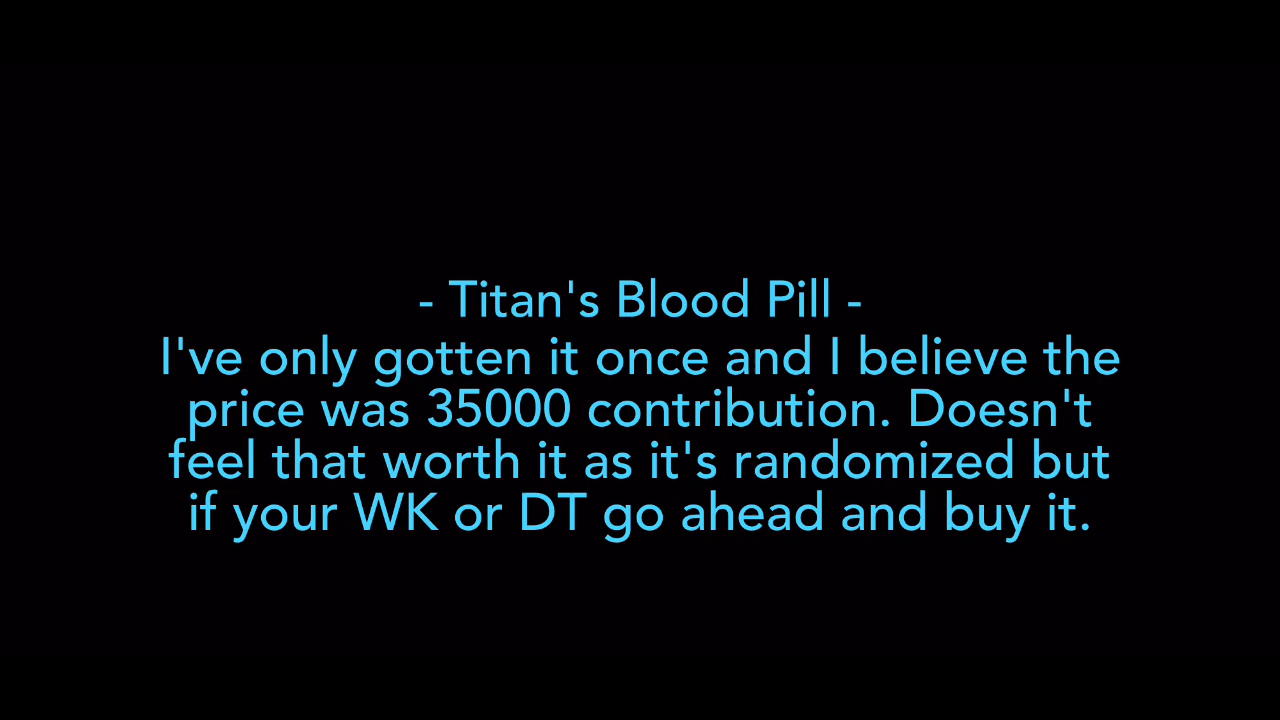 - Titan's Blood Pill -
I've only gotten it once and I believe the
price was 35000 contribution. Doesn't
feel that worth it as it's randomized but
if your WK or DT go ahead and buy it.